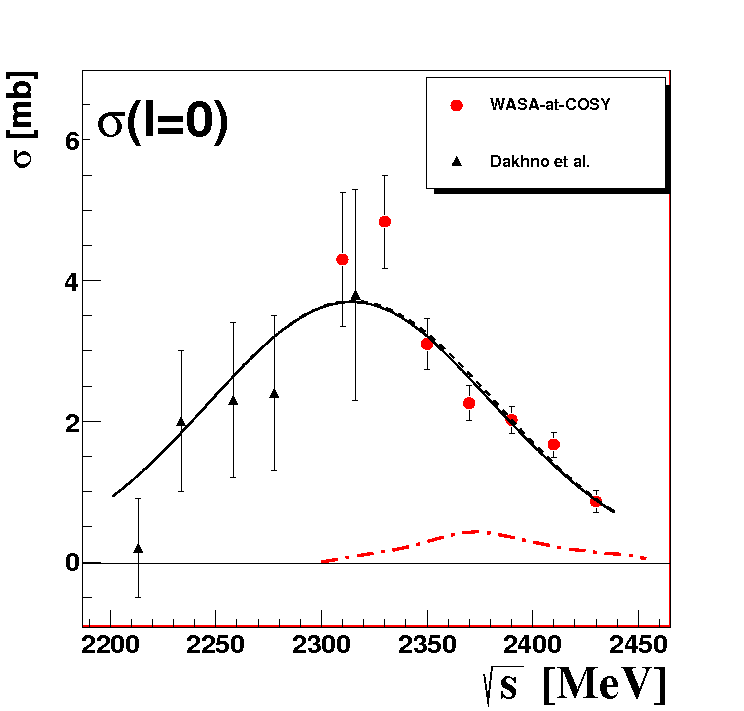 σ(I=0)
WASA-at-COSY
Dakhno et al.
σ [mb]
6
4
2
0
2200 2250 2300 2350 2400 2450
√s [MeV]